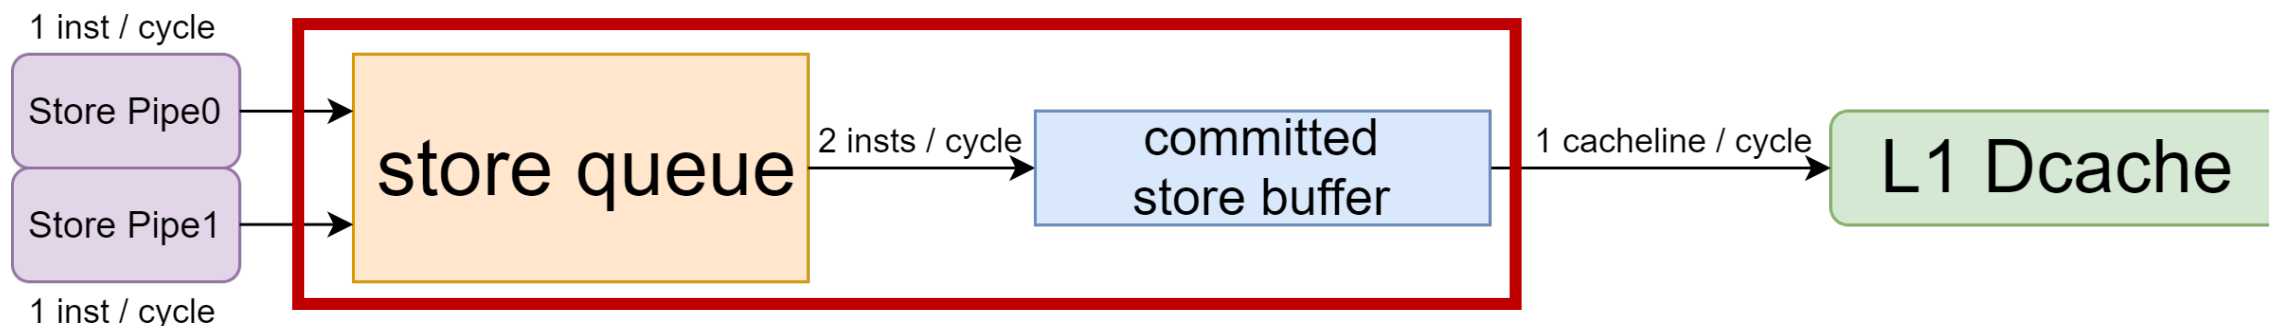 1 inst / cycle
Store Pipe0
Store Pipe1
1 inst / cycle
store queue
2 insts / cycle
committed
store buffer
1 cacheline / cycle
L1 Dcache